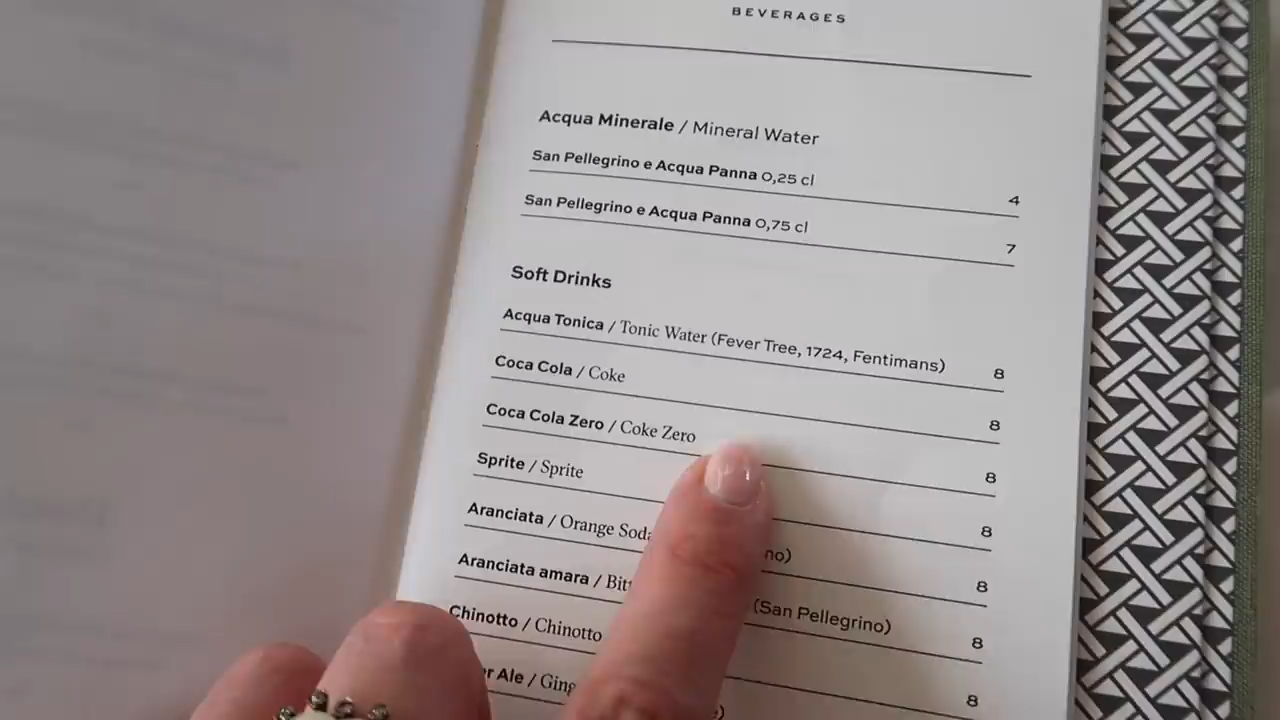 BEVERAGES
Acqua Minerale / Mineral Water
San Pellegrino e Acqua Panna 0,25 cl 4
San Pellegrino e Acqua Panna 0,75 cl 7
Soft Drinks
Acqua Tonica / Tonic Water (Fever Tree, 1724, Fentimans) 8
Coca Cola / Coke 8
Coca Cola Zero / Coke Zero 8
Sprite / Sprite 8
Aranciata / Orange Soda 8
Aranciata amara / (San Pellegrino) 8
Chinotto / Chinotto 8
Ale /